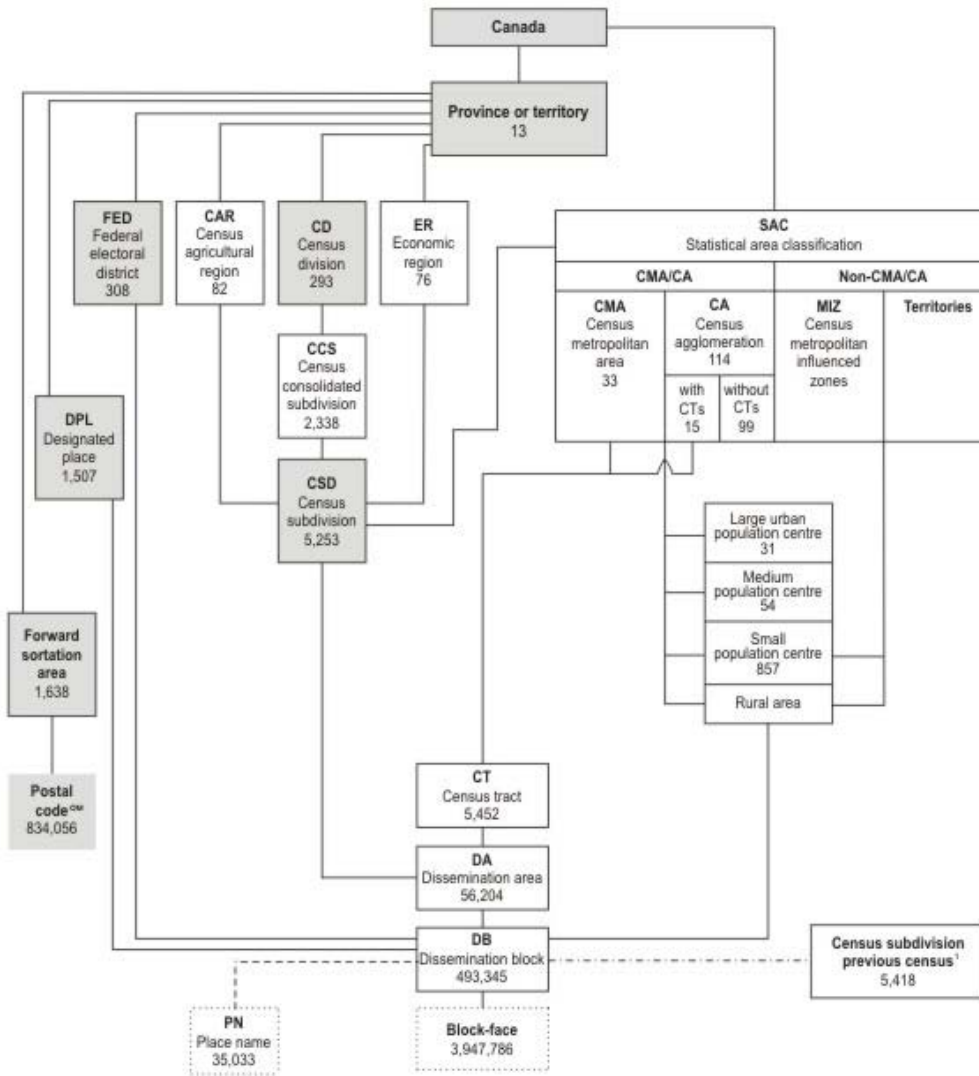 Canada
Province or territory
13
FED
Federal
electoral
district
308
CAR
Census
agricultural
region
82
CD
Census
division
293
ER
Economic
region
76
SAC
Statistical area classification
CMA/CA
Non-CMA/CA
CMA
Census
metropolitan
area
33
CA
Census
agglomeration
114
with
CTs
15
without
CTs
99
MIZ
Census
metropolitan
influenced
zones
Territories
CCS
Census
consolidated
subdivision
2,338
DPL
Designated
place
1,507
CSD
Census
subdivision
5,253
Large urban
population centre
31
Medium
population centre
54
Small
population centre
857
Rural area
Forward
sortation
area
1,638
Postal
code OM
834,056
CT
Census tract
5,452
DA
Dissemination area
56,204
DB
Dissemination block
493,345
Census subdivision
previous census¹
5,418
PN
Place name
35,033
Block-face
3,947,786